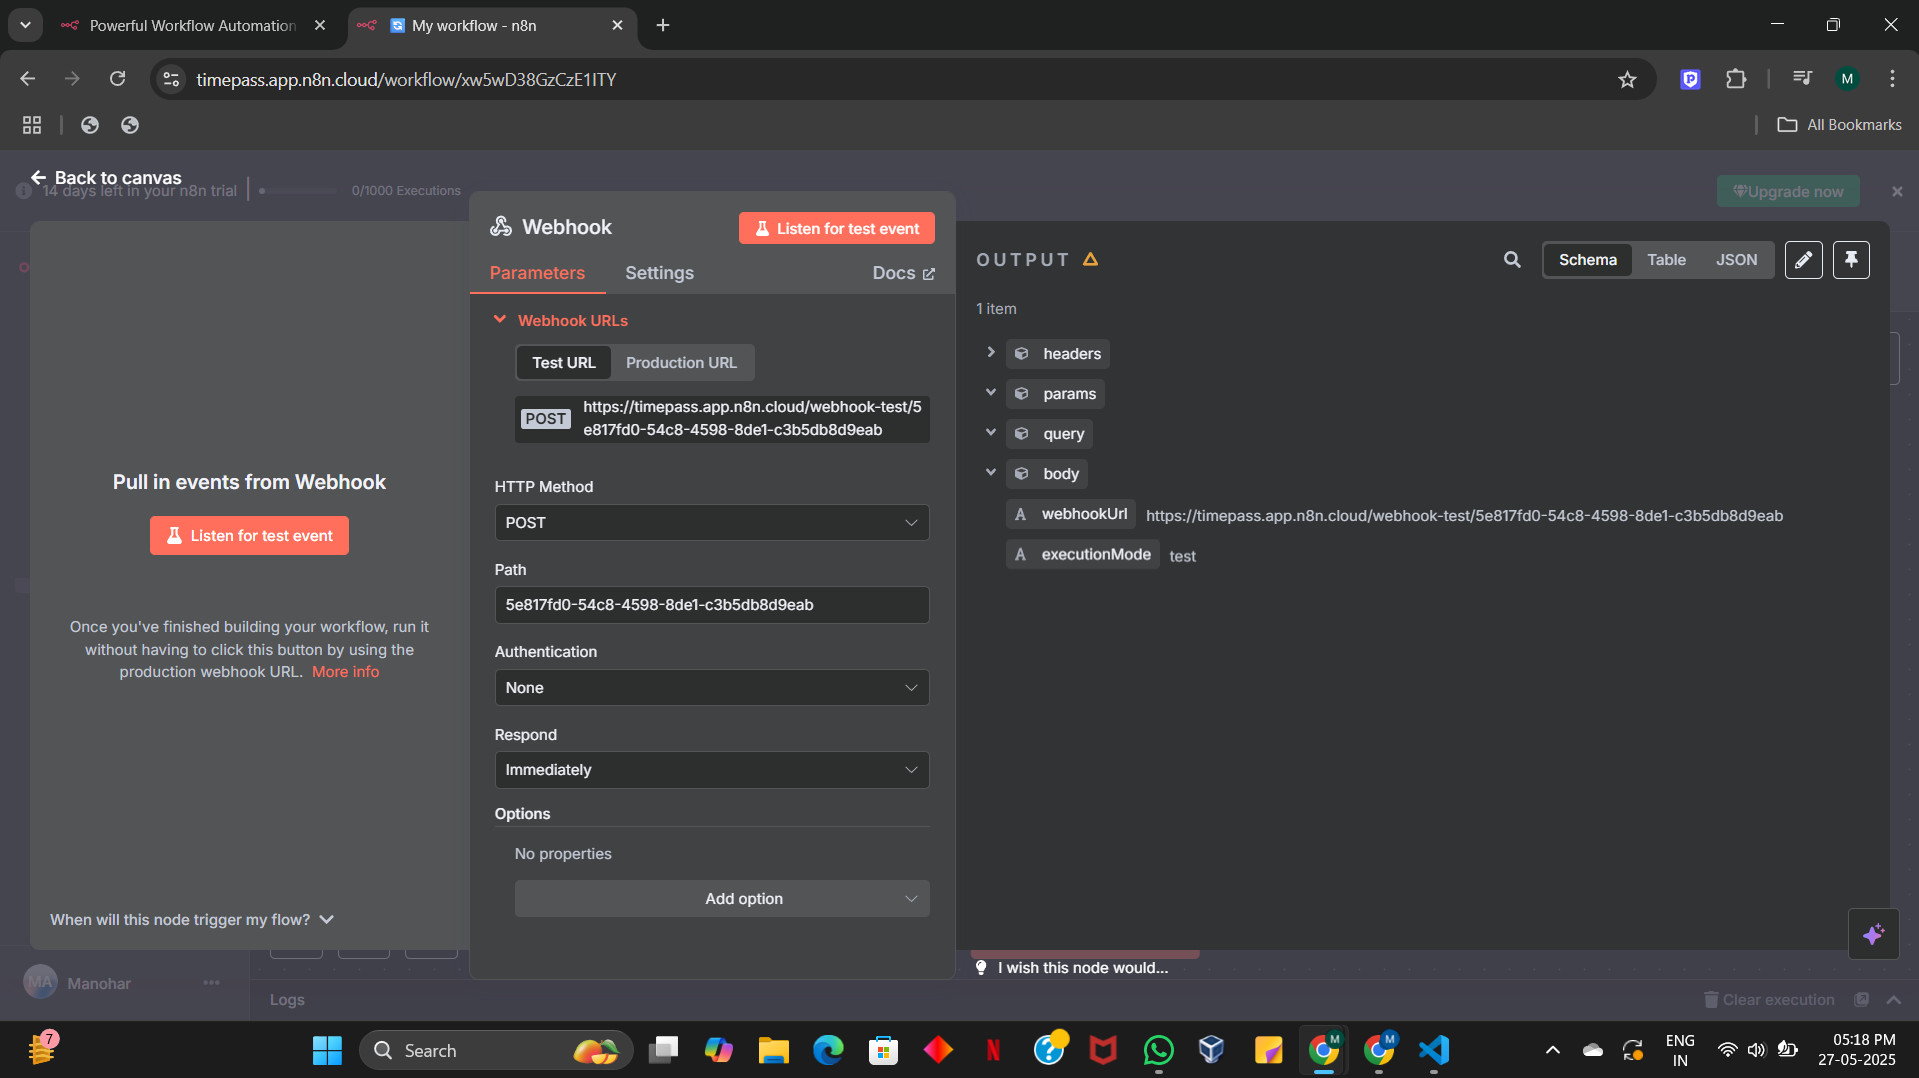 Powerful Workflow Automation
My workflow - n8n
timepass.app.n8n.cloud/workflow/xw5wD38GzCzE1ITY
M
All Bookmarks
Back to canvas
14 days left in your n8n trial
0/1000 Executions
Upgrade now
Webhook
Listen for test event
Parameters
Settings
Docs
Webhook URLs
Test URL
Production URL
POST
https://timepass.app.n8n.cloud/webhook-test/5
e817fd0-54c8-4598-8de1-c3b5db8d9eab
HTTP Method
POST
Path
5e817fd0-54c8-4598-8de1-c3b5db8d9eab
Authentication
None
Respond
Immediately
Options
No properties
Add option
Pull in events from Webhook
Listen for test event
Once you've finished building your workflow, run it
without having to click this button by using the
production webhook URL. More info
When will this node trigger my flow?
OUTPUT
Schema
Table
JSON
1 item
headers
params
query
body
A webhookUrl https://timepass.app.n8n.cloud/webhook-test/5e817fd0-54c8-4598-8de1-c3b5db8d9eab
A executionMode test
I wish this node would...
MA
Manohar
Logs
Clear execution
7
Search
N
M
M
ENG
IN
05:18 PM
27-05-2025